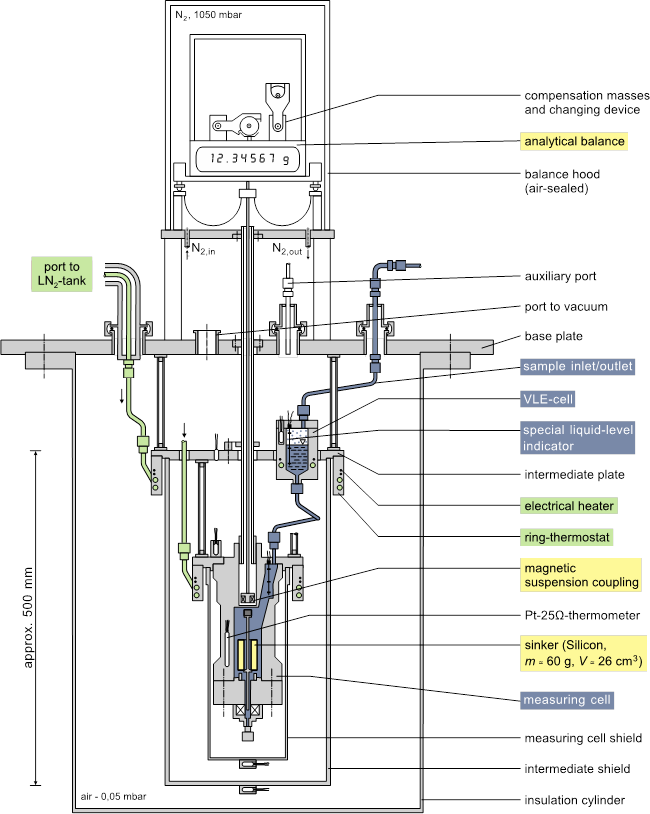 N₂, 1050 mbar
12.34567 g
compensation masses
and changing device
analytical balance
balance hood
(air-sealed)
N₂,in
N₂,out
port to
LN₂-tank
auxiliary port
port to vacuum
base plate
sample inlet/outlet
VLE-cell
special liquid-level
indicator
intermediate plate
electrical heater
ring-thermostat
magnetic
suspension coupling
Pt-25Ω-thermometer
sinker (Silicon,
m = 60 g, V = 26 cm³)
measuring cell
measuring cell shield
intermediate shield
insulation cylinder
approx. 500 mm
air - 0,05 mbar